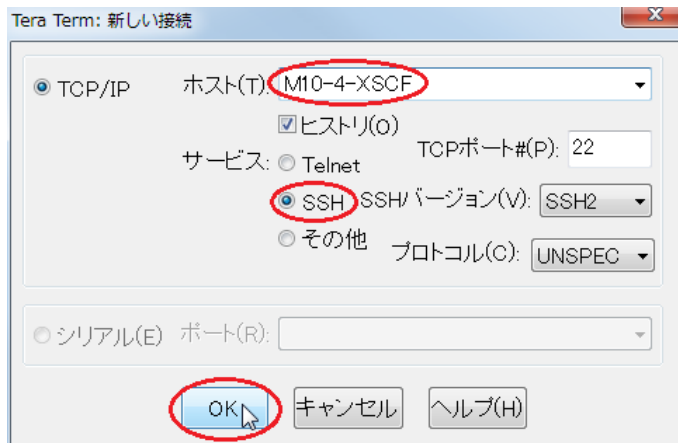 Tera Term: 新しい接続
TCP/IP ホスト(T): M10-4-XSCF
ヒストリ(O)
サービス: Telnet TCPポート#(P): 22
SSH SSHバージョン(V): SSH2
その他 プロトコル(C): UNSPEC
シリアル(E) ポート(R):
OK キャンセル ヘルプ(H)